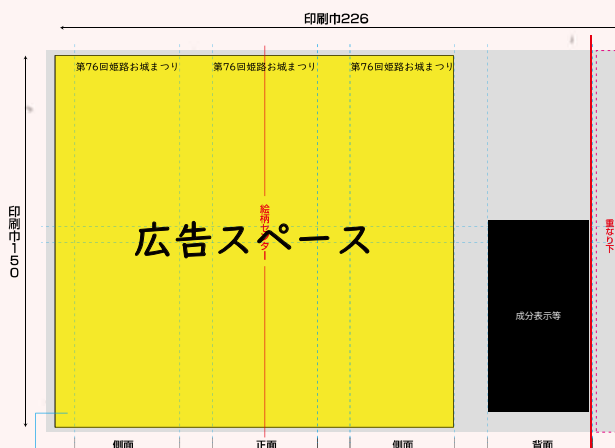 印刷巾226
第76回姫路お城まつり 第76回姫路お城まつり 第76回姫路お城まつり
印刷巾150
絵柄センター
広告スペース
重なり下
成分表示等
側面 正面 側面 背面